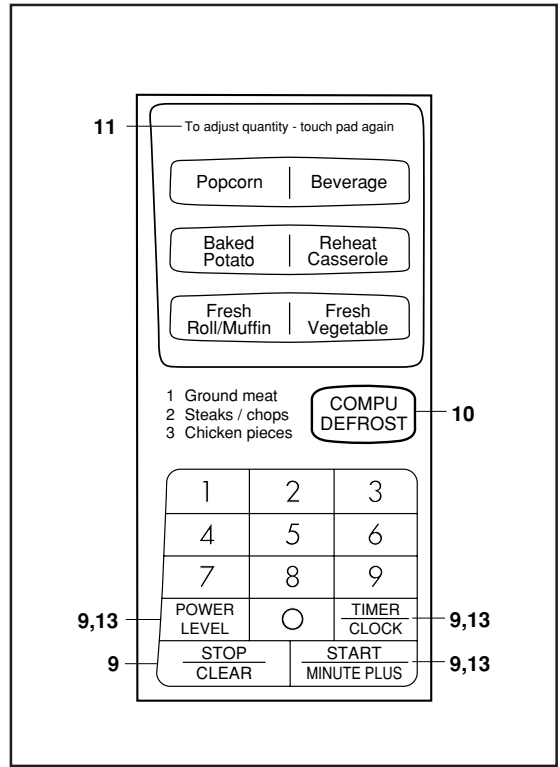 11 To adjust quantity - touch pad again
Popcorn Beverage
Baked Reheat
Potato Casserole
Fresh Fresh
Roll/Muffin Vegetable
1 Ground meat
2 Steaks / chops
3 Chicken pieces
COMPU
DEFROST 10
1 2 3
4 5 6
7 8 9
9,13 POWER LEVEL 0 TIMER CLOCK 9,13
9 STOP CLEAR START MINUTE PLUS 9,13